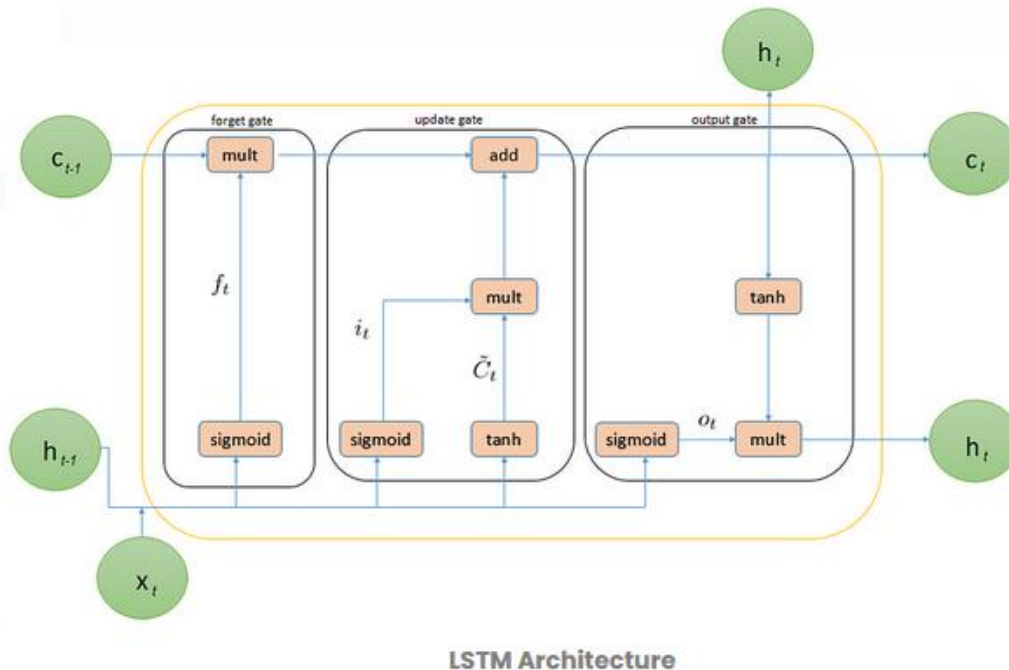 h t
forget gate
update gate
output gate
c t-1
mult
add
c t
f t
mult
tanh
i t
C̃ t
h t-1
sigmoid
sigmoid
tanh
sigmoid
o t
mult
h t
x t
LSTM Architecture